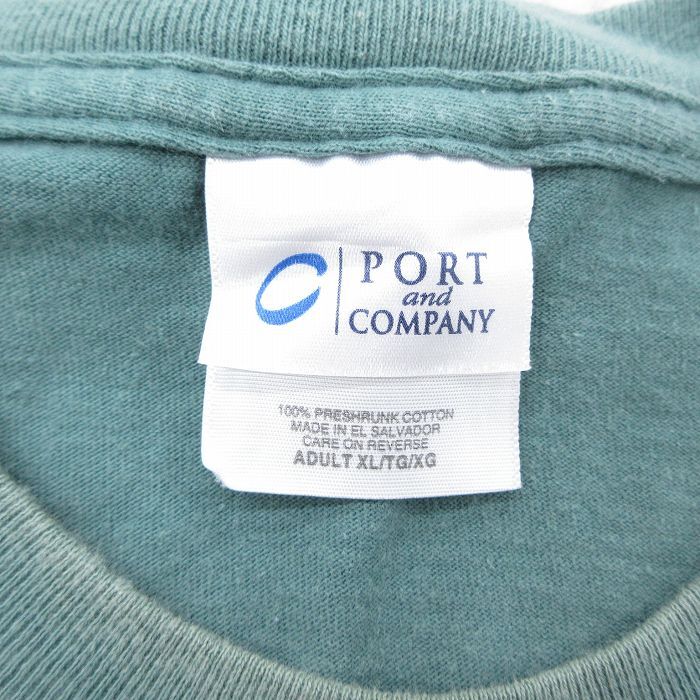 PORT
and
COMPANY
100% PRESHRUNK COTTON
MADE IN EL SALVADOR
CARE ON REVERSE
ADULT XL/TG/XG